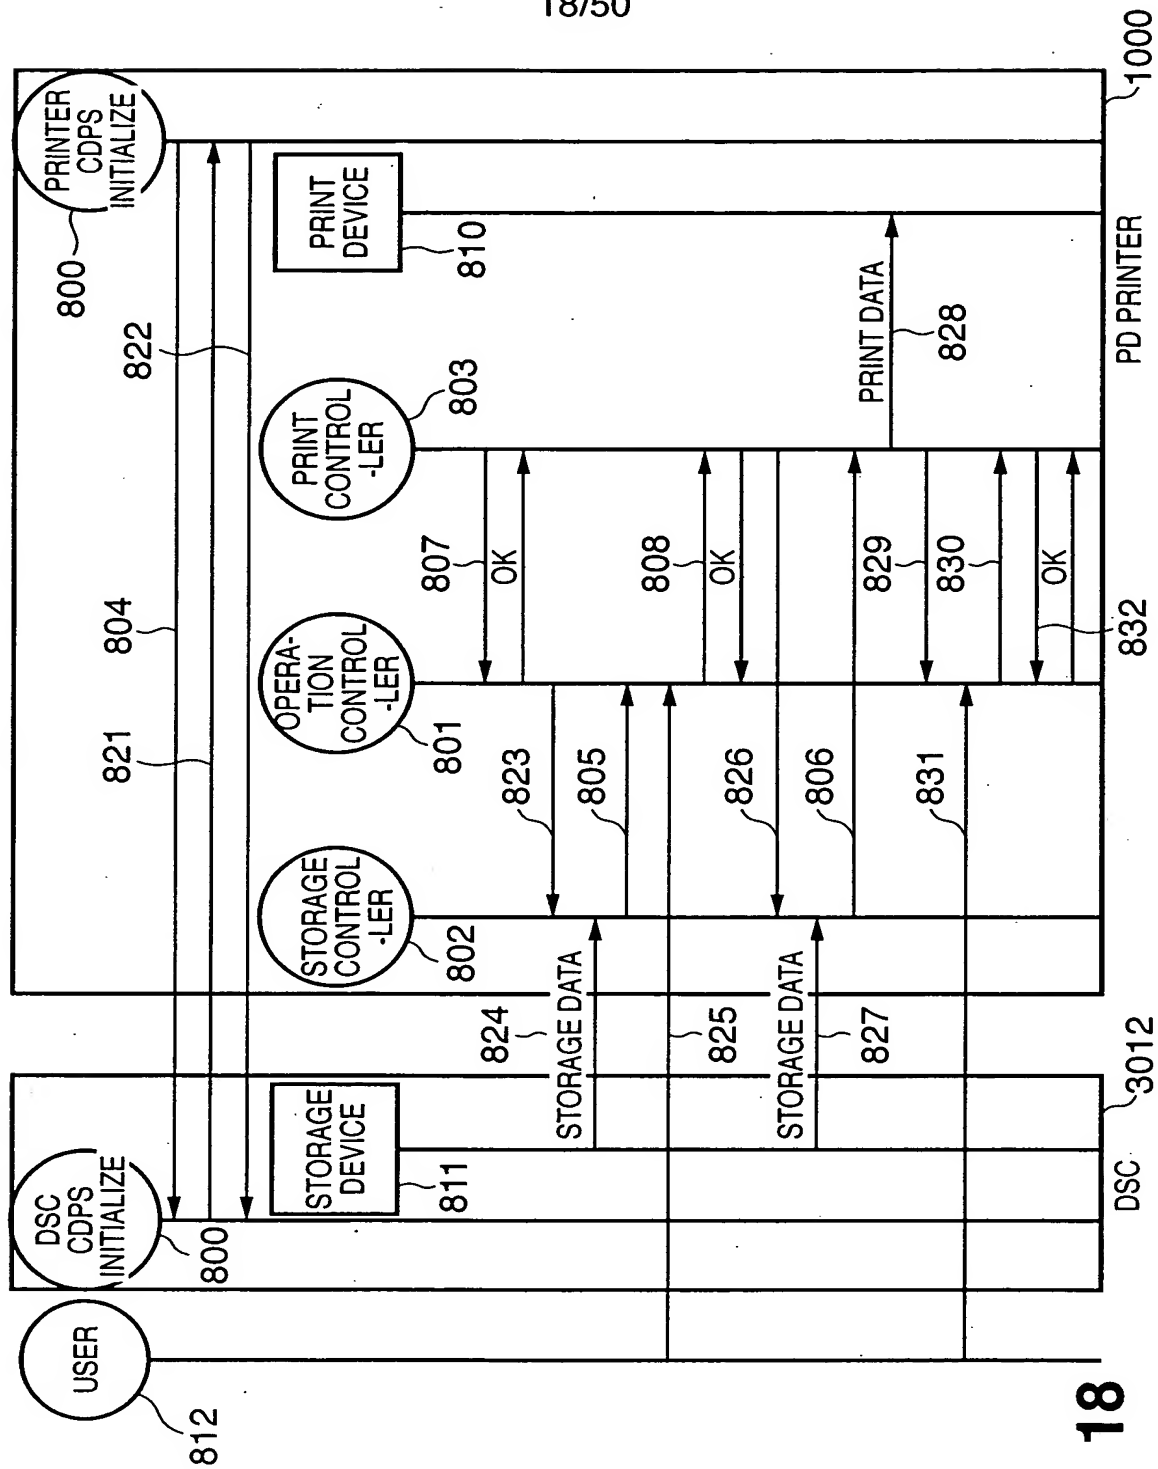 18/50
USER
812
DSC
CDPS
INITIALIZE
800
STORAGE
DEVICE
811
PRINTER
CDPS
INITIALIZE
800
804
821
822
STORAGE
CONTROL
-LER
802
OPERA-
TION
CONTROL
-LER
801
PRINT
CONTROL
-LER
803
PRINT
DEVICE
810
807
OK
823
824
STORAGE DATA
805
825
808
OK
826
STORAGE DATA
827
806
PRINT DATA
828
829
831
830
832
OK
DSC
3012
PD PRINTER
1000
18